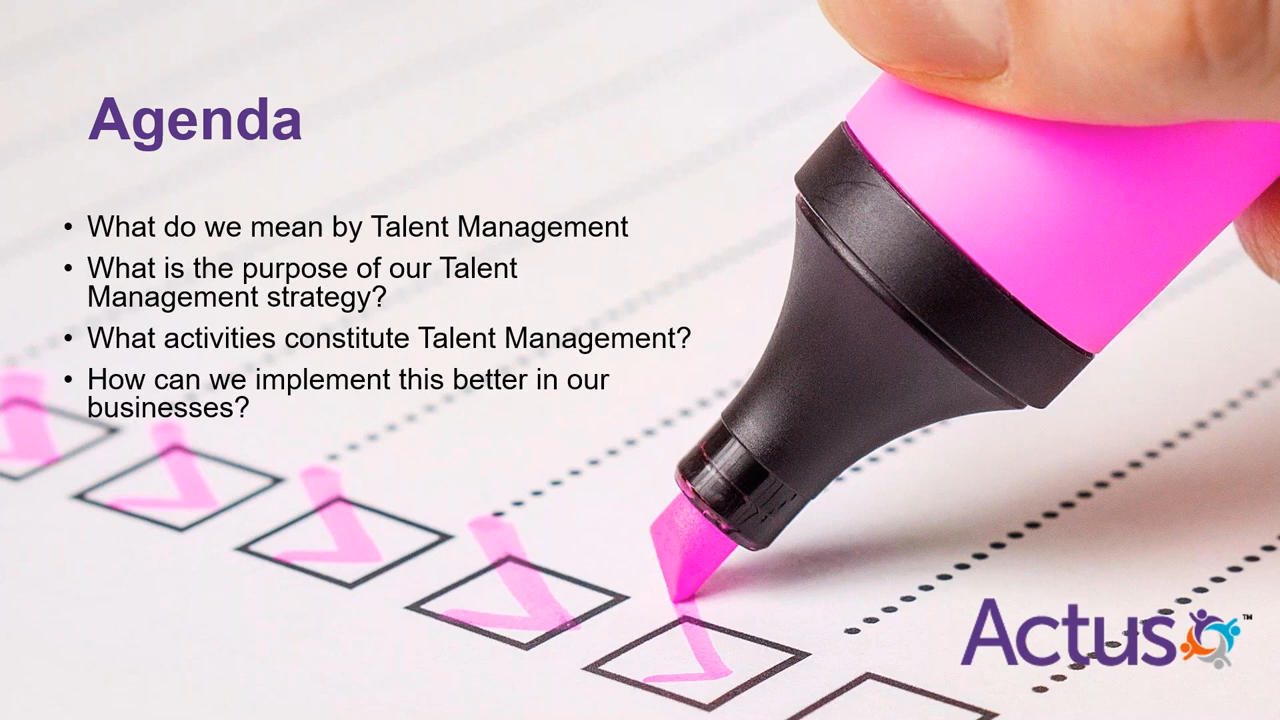 Agenda
• What do we mean by Talent Management
• What is the purpose of our Talent
Management strategy?
• What activities constitute Talent Management?
• How can we implement this better in our
businesses?
Actus™